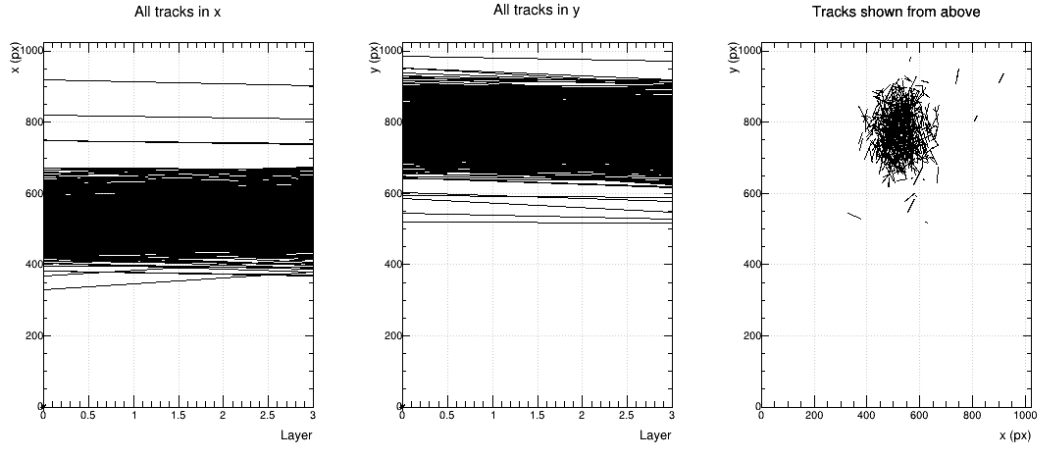 All tracks in x
All tracks in y
Tracks shown from above
x (px)
1000
800
600
400
200
0
0 0.5 1 1.5 2 2.5 3
Layer
y (px)
1000
800
600
400
200
0
0 0.5 1 1.5 2 2.5 3
Layer
y (px)
1000
800
600
400
200
0
0 200 400 600 800 1000
x (px)